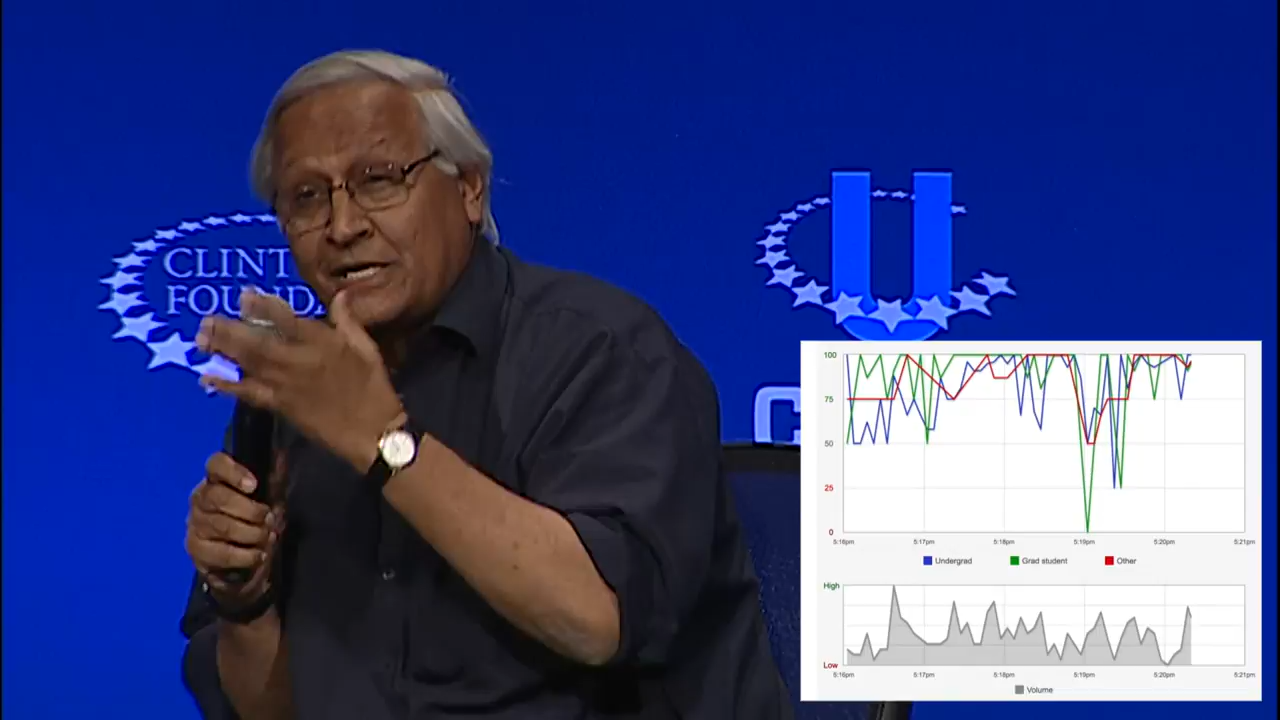 CLINT
FOUNDA
U
C
100
75
50
25
0
5:16pm 5:17pm 5:18pm 5:19pm 5:20pm 5:21pm
Undergrad Grad student Other
High
Low
5:16pm 5:17pm 5:18pm 5:19pm 5:20pm 5:21pm
Volume